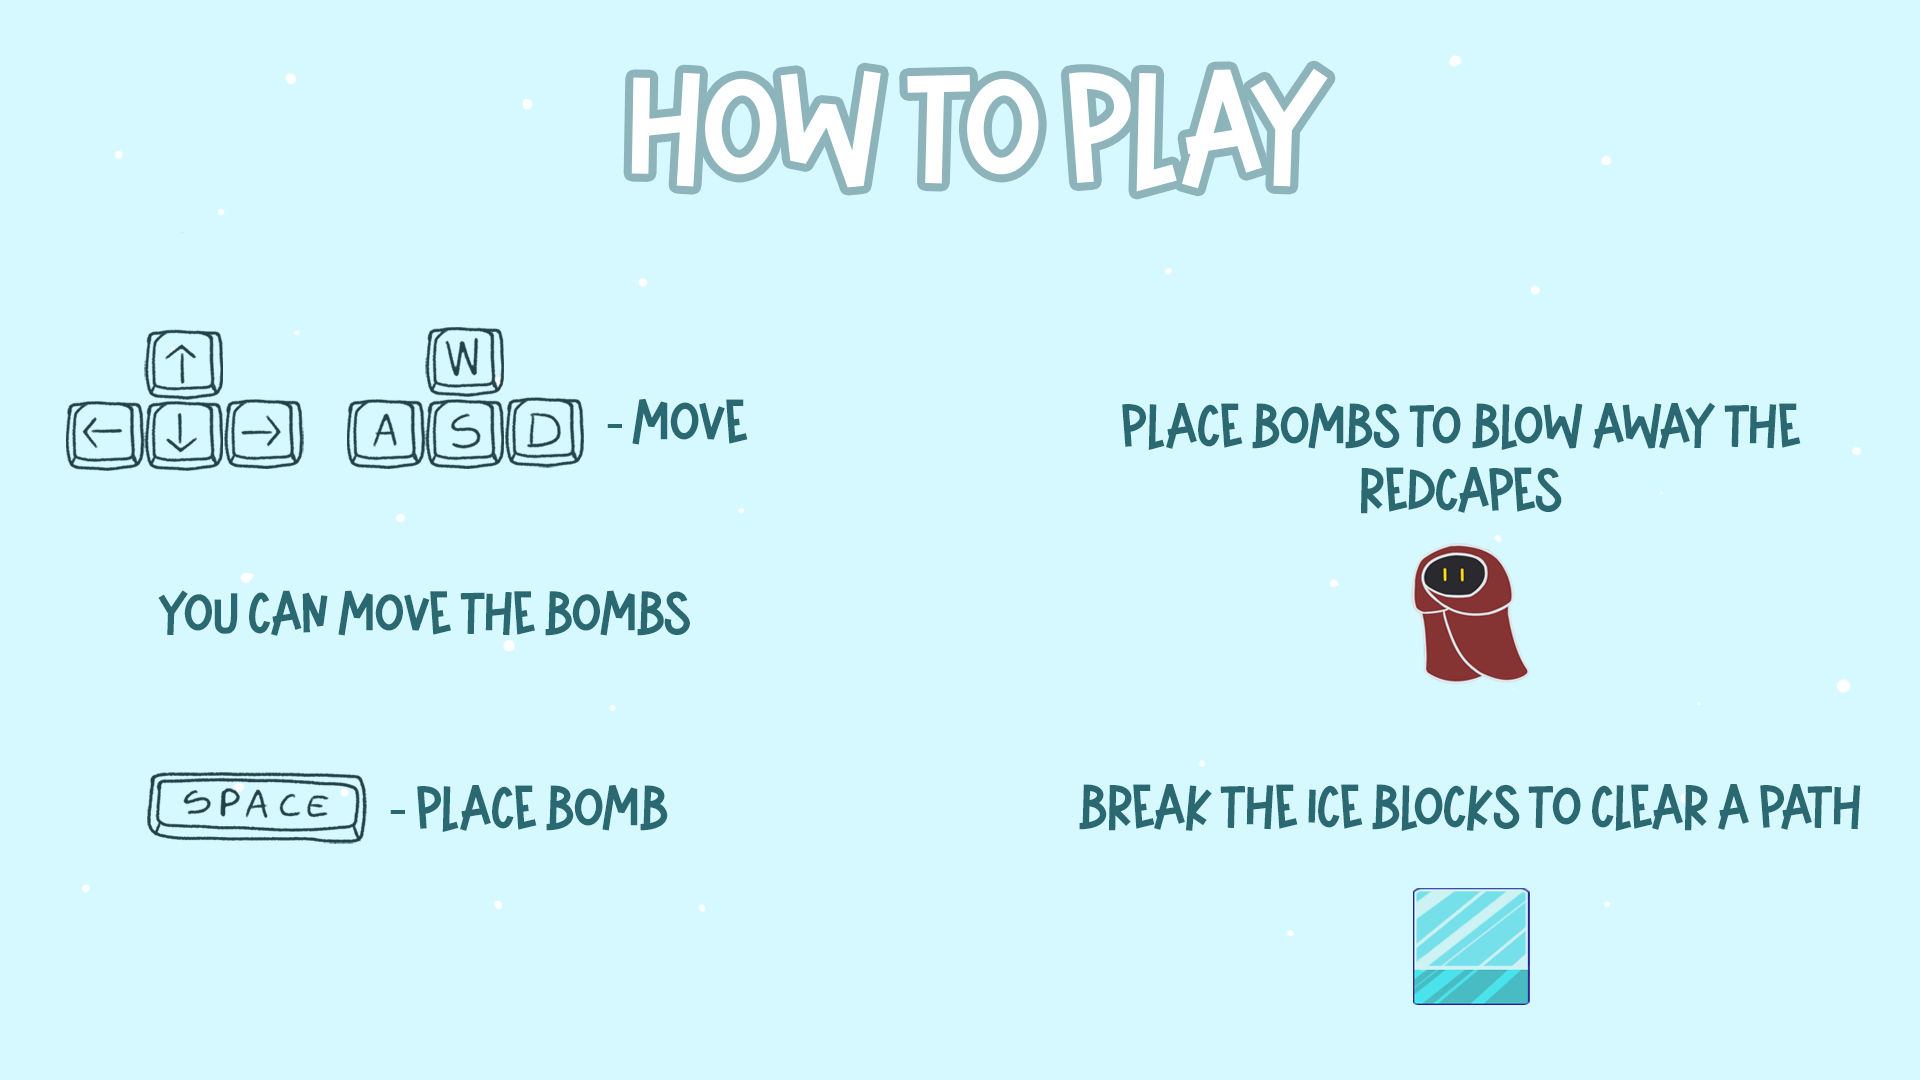 HOW TO PLAY
↑
← ↓ →
W
A S D
- MOVE
YOU CAN MOVE THE BOMBS
SPACE - PLACE BOMB
PLACE BOMBS TO BLOW AWAY THE
REDCAPES
BREAK THE ICE BLOCKS TO CLEAR A PATH